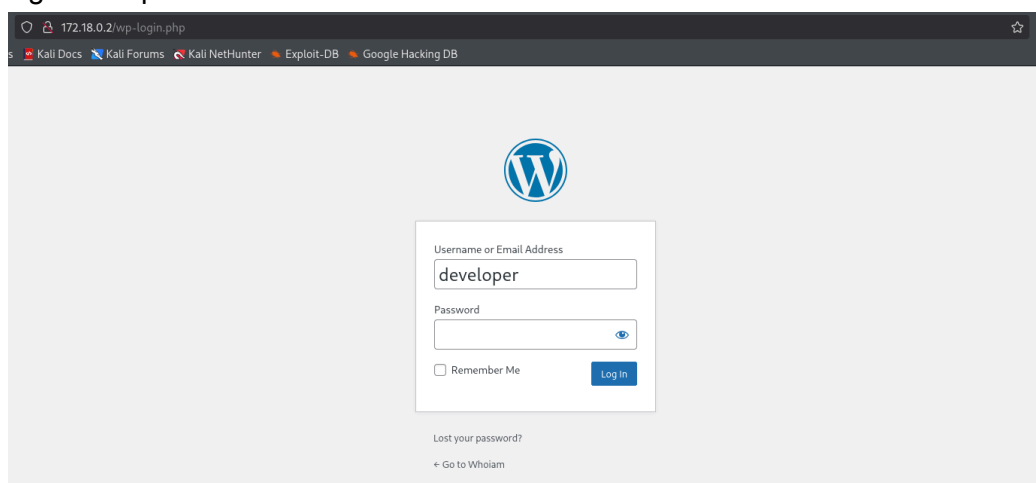 172.18.0.2/wp-login.php
s Kali Docs Kali Forums Kali NetHunter Exploit-DB Google Hacking DB
Username or Email Address
developer
Password
Remember Me
Log In
Lost your password?
← Go to Whoiam